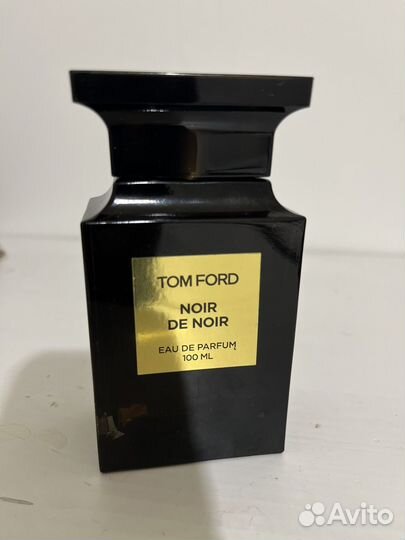 TOM FORD
NOIR
DE NOIR
EAU DE PARFUM
100 ML
Avito